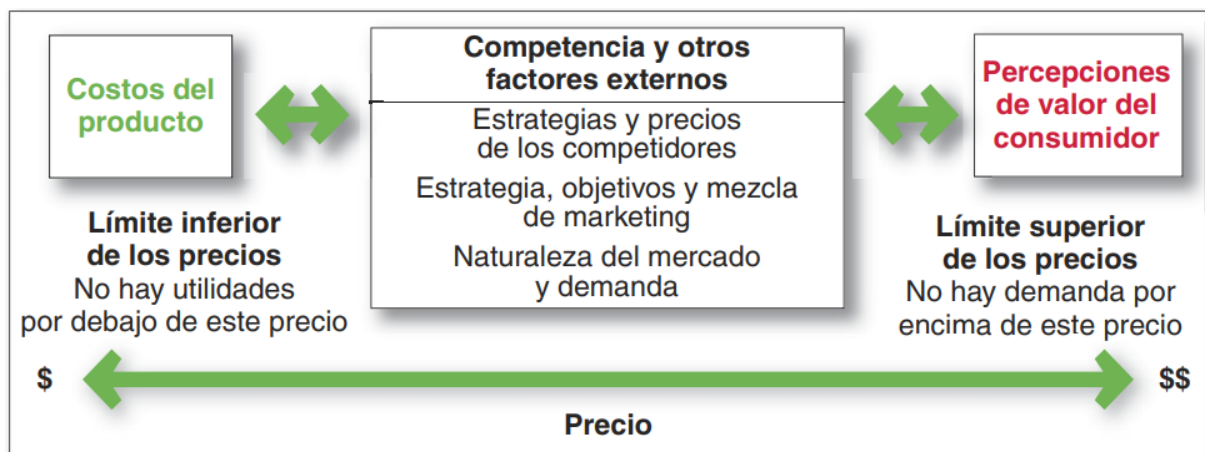 Costos del
producto
Límite inferior
de los precios
No hay utilidades
por debajo de este precio
Competencia y otros
factores externos
Estrategias y precios
de los competidores
Estrategia, objetivos y mezcla
de marketing
Naturaleza del mercado
y demanda
Percepciones
de valor del
consumidor
Límite superior
de los precios
No hay demanda por
encima de este precio
$
$$
Precio